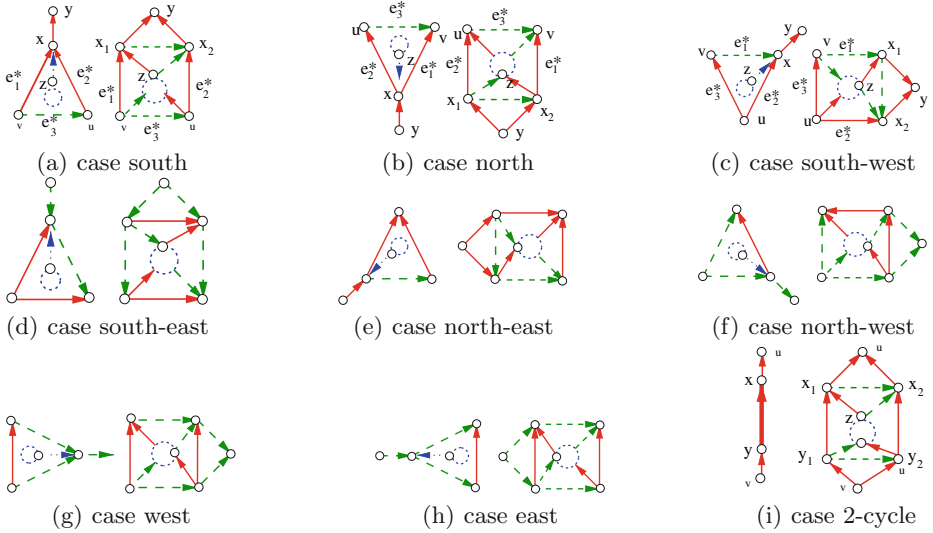 y
x
e*1
e*2
z
e*3
v
u
y
x1
x2
z
e*1
e*2
v
e*3
u
(a) case south
e*3
u
v
z
e*2
e*1
x
y
e*3
u
v
e*2
e*1
z
x1
x2
y
(b) case north
y
v
e*1
x
z
e*3
e*2
u
v
e*1
x1
e*3
z
y
u
e*2
x2
(c) case south-west
(d) case south-east
(e) case north-east
(f) case north-west
(g) case west
(h) case east
u
x
y
v
u
x1
x2
z
y1
y2
u
v
(i) case 2-cycle